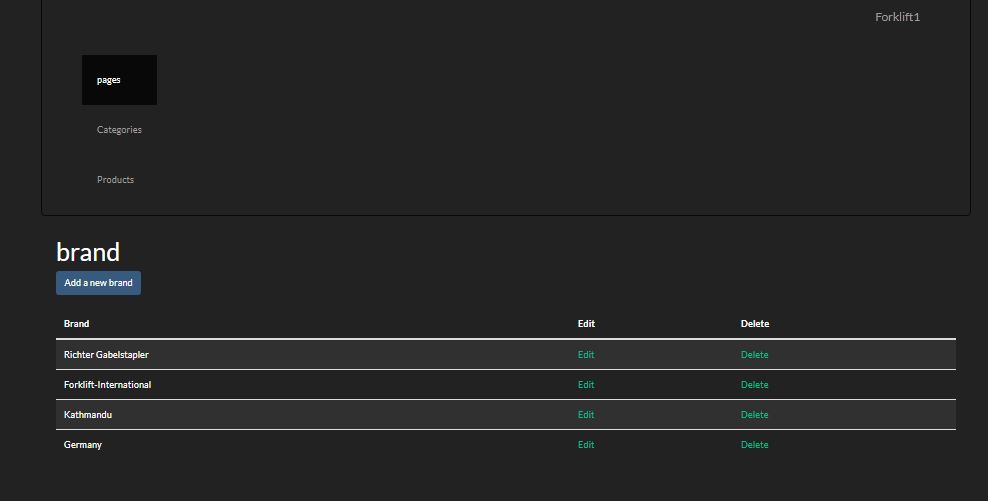 Forklift1
pages
Categories
Products
brand
Add a new brand
Brand Edit Delete
Richter Gabelstapler Edit Delete
Forklift-International Edit Delete
Kathmandu Edit Delete
Germany Edit Delete